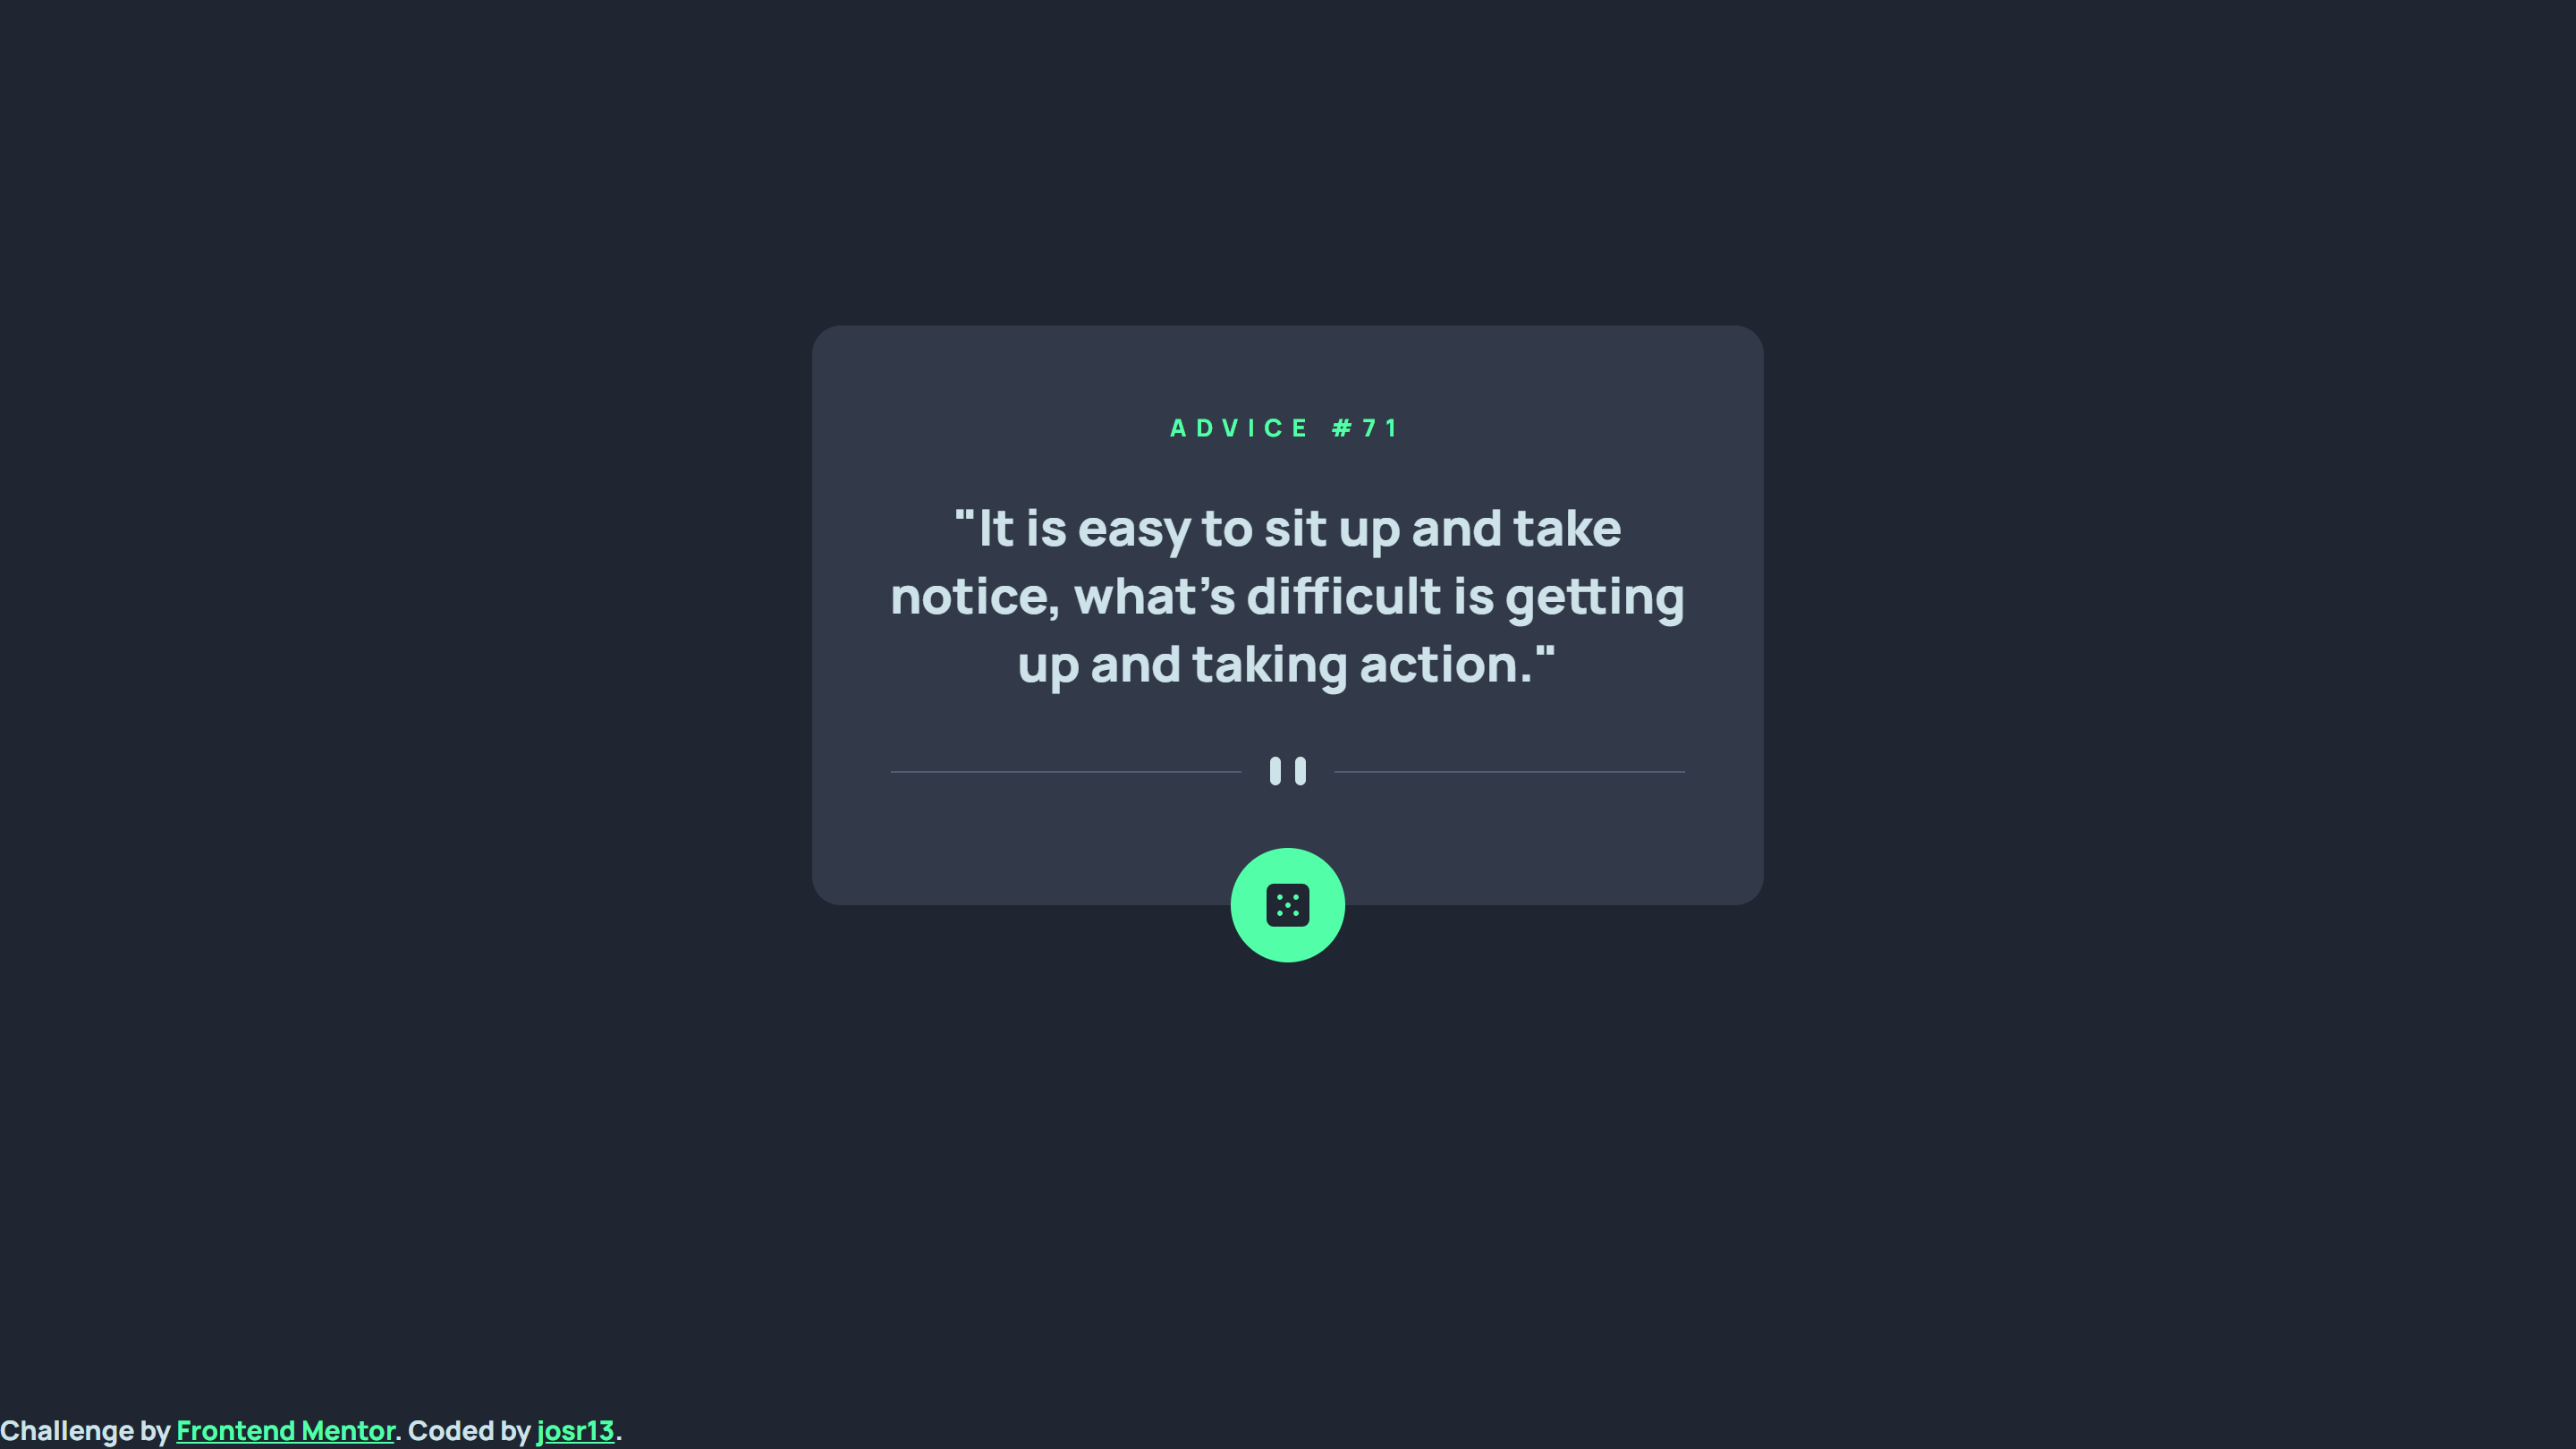 ADVICE #71
"It is easy to sit up and take
notice, what’s difficult is getting
up and taking action."
Challenge by Frontend Mentor. Coded by josr13.